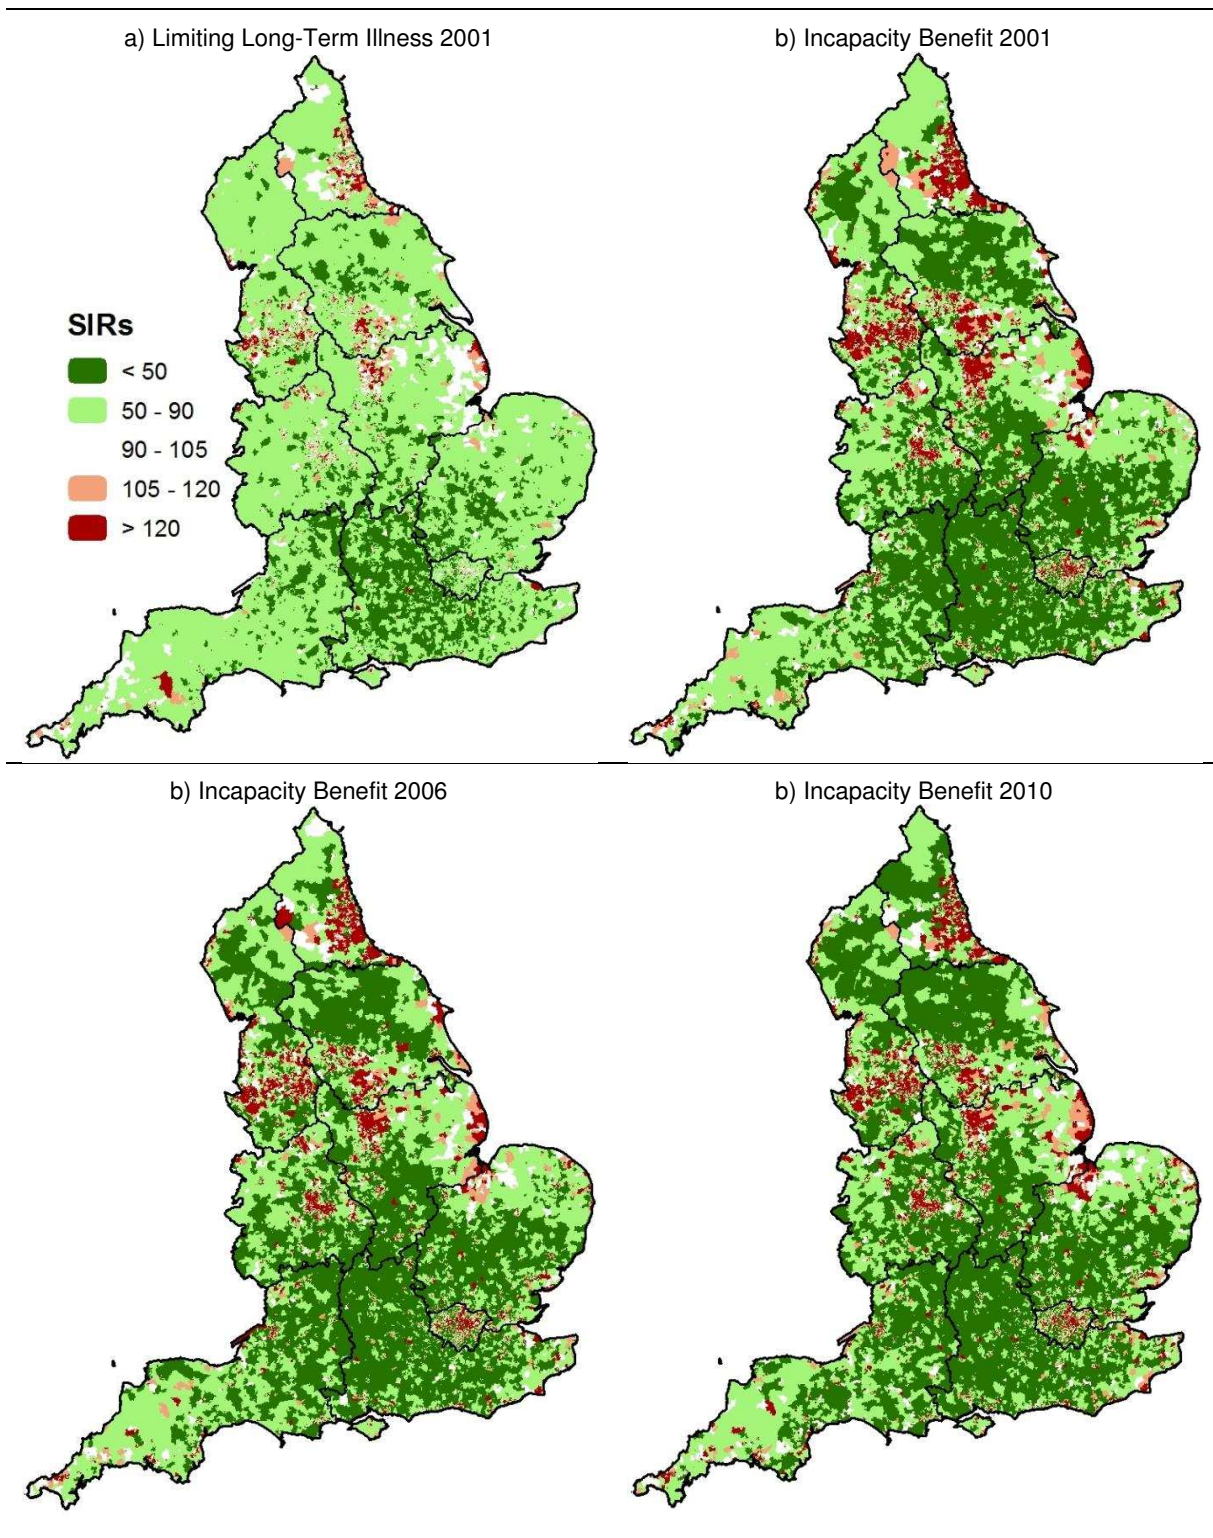 a) Limiting Long-Term Illness 2001
b) Incapacity Benefit 2001
SIRs
< 50
50 - 90
90 - 105
105 - 120
> 120
b) Incapacity Benefit 2006
b) Incapacity Benefit 2010